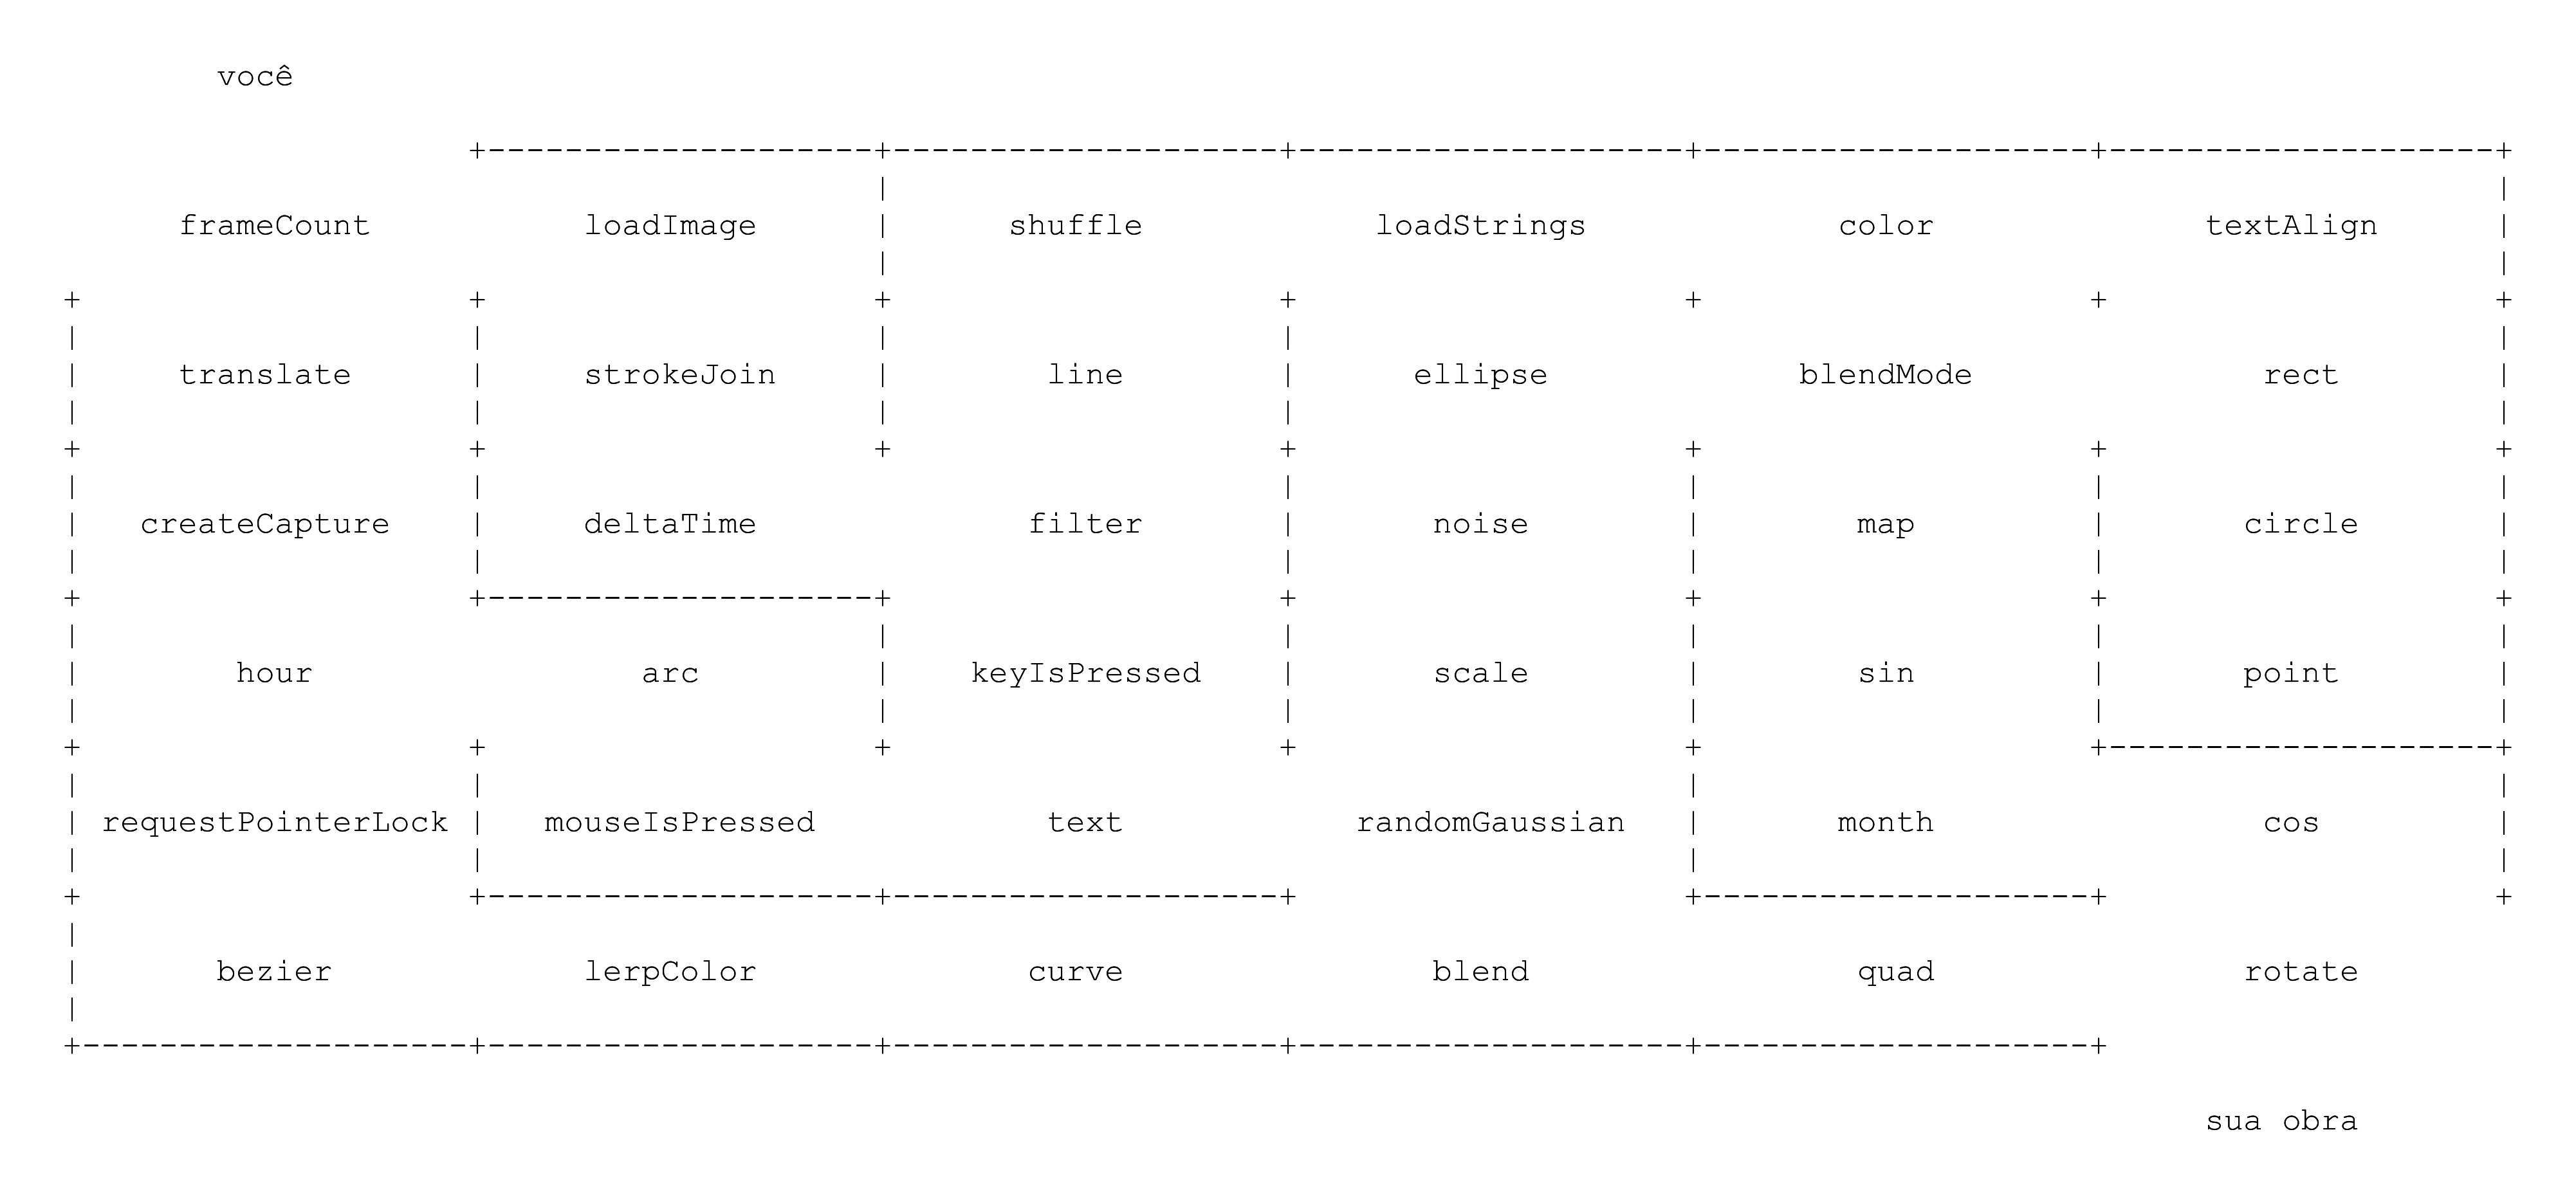 você
frameCount loadImage shuffle loadStrings color textAlign
translate strokeJoin line ellipse blendMode rect
createCapture deltaTime filter noise map circle
hour arc keyIsPressed scale sin point
requestPointerLock mouseIsPressed text randomGaussian month cos
bezier lerpColor curve blend quad rotate
sua obra